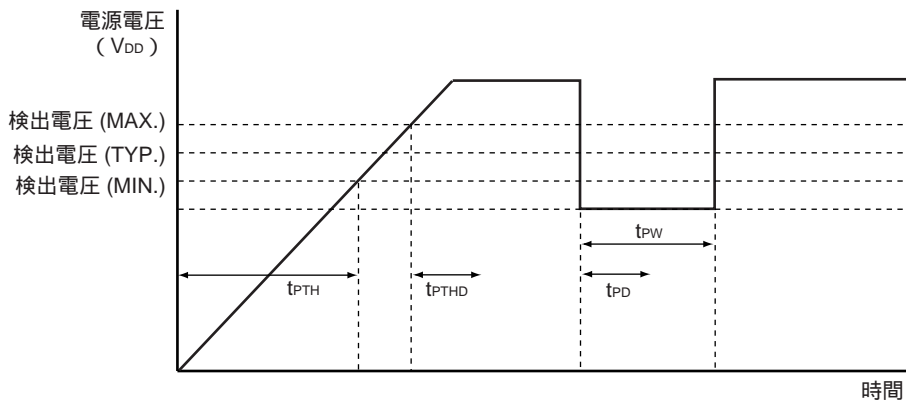 電源電圧
（VDD）
検出電圧 (MAX.)
検出電圧 (TYP.)
検出電圧 (MIN.)
tPW
tPTH
tPTHD
tPD
時間